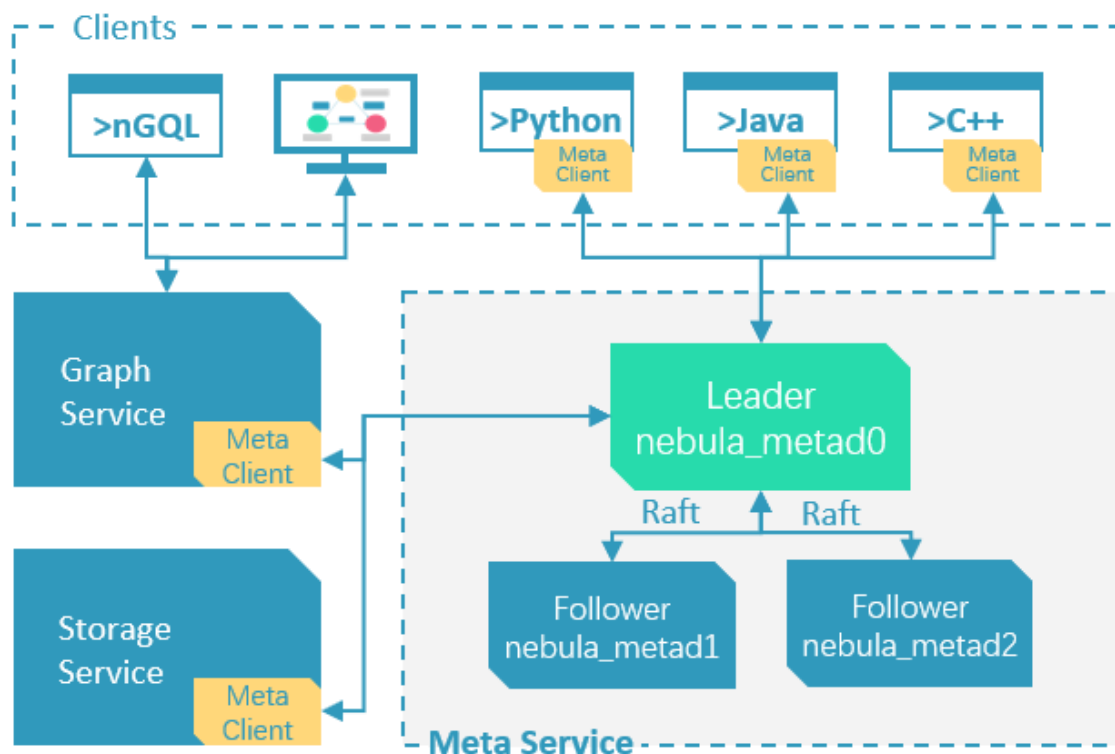 Clients
>nGQL
>Python
Meta
Client
>Java
Meta
Client
>C++
Meta
Client
Graph
Service
Meta
Client
Leader
nebula_metad0
Raft
Raft
Follower
nebula_metad1
Follower
nebula_metad2
Storage
Service
Meta
Client
Meta Service